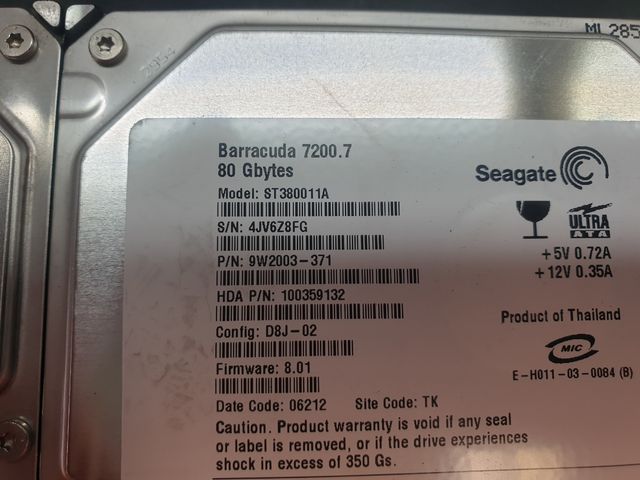 ML285
Barracuda 7200.7
80 Gbytes
Model: ST380011A
S/N: 4JV6Z8FG
P/N: 9W2003-371
HDA P/N: 100359132
Config: D8J-02
Firmware: 8.01
Date Code: 06212 Site Code: TK
Caution. Product warranty is void if any seal
or label is removed, or if the drive experiences
shock in excess of 350 Gs.
Seagate
ULTRA
ATA
+5V 0.72A
+12V 0.35A
Product of Thailand
MIC
E-H011-03-0084 (B)